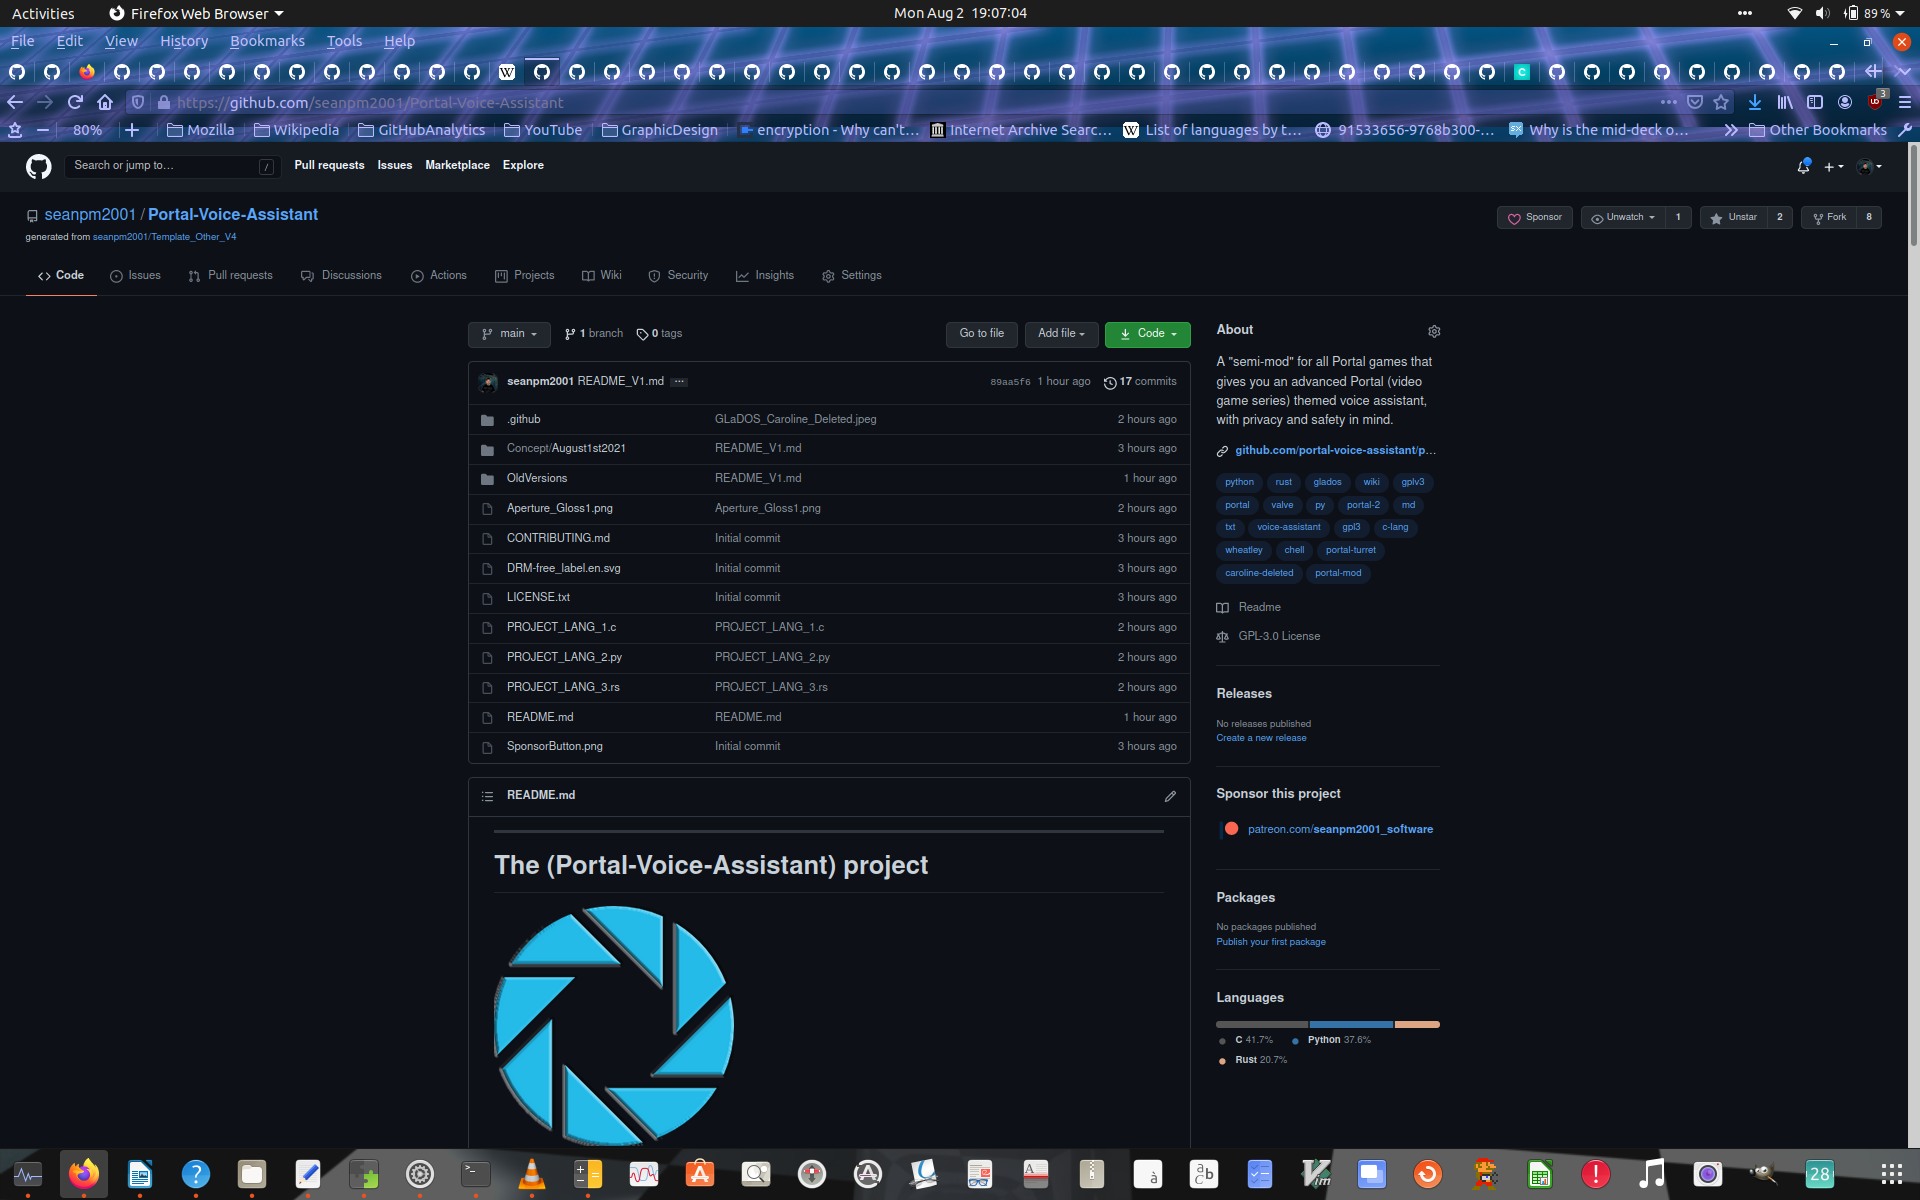 Activities
Firefox Web Browser
Mon Aug 2 19:07:04
89 %
File Edit View History Bookmarks Tools Help
https://github.com/seanpm2001/Portal-Voice-Assistant
3
80%
Mozilla
Wikipedia
GitHubAnalytics
YouTube
GraphicDesign
encryption - Why can't…
Internet Archive Searc…
List of languages by t…
91533656-9768b300-…
Why is the mid-deck o…
Other Bookmarks
Search or jump to…
/
Pull requests Issues Marketplace Explore
seanpm2001 / Portal-Voice-Assistant
generated from seanpm2001/Template_Other_V4
Sponsor
Unwatch 1
Unstar 2
Fork 8
Code
Issues
Pull requests
Discussions
Actions
Projects
Wiki
Security
Insights
Settings
main
1 branch
0 tags
Go to file
Add file
Code
seanpm2001 README_V1.md ···
89aa5f6 1 hour ago
17 commits
.github GLaDOS_Caroline_Deleted.jpeg 2 hours ago
Concept/August1st2021 README_V1.md 3 hours ago
OldVersions README_V1.md 1 hour ago
Aperture_Gloss1.png Aperture_Gloss1.png 2 hours ago
CONTRIBUTING.md Initial commit 3 hours ago
DRM-free_label.en.svg Initial commit 3 hours ago
LICENSE.txt Initial commit 3 hours ago
PROJECT_LANG_1.c PROJECT_LANG_1.c 2 hours ago
PROJECT_LANG_2.py PROJECT_LANG_2.py 2 hours ago
PROJECT_LANG_3.rs PROJECT_LANG_3.rs 2 hours ago
README.md README.md 1 hour ago
SponsorButton.png Initial commit 3 hours ago
README.md
The (Portal-Voice-Assistant) project
About
A "semi-mod" for all Portal games that
gives you an advanced Portal (video
game series) themed voice assistant,
with privacy and safety in mind.
github.com/portal-voice-assistant/p…
python rust glados wiki gplv3
portal valve py portal-2 md
txt voice-assistant gpl3 c-lang
wheatley chell portal-turret
caroline-deleted portal-mod
Readme
GPL-3.0 License
Releases
No releases published
Create a new release
Sponsor this project
patreon.com/seanpm2001_software
Packages
No packages published
Publish your first package
Languages
C 41.7% Python 37.6%
Rust 20.7%
28